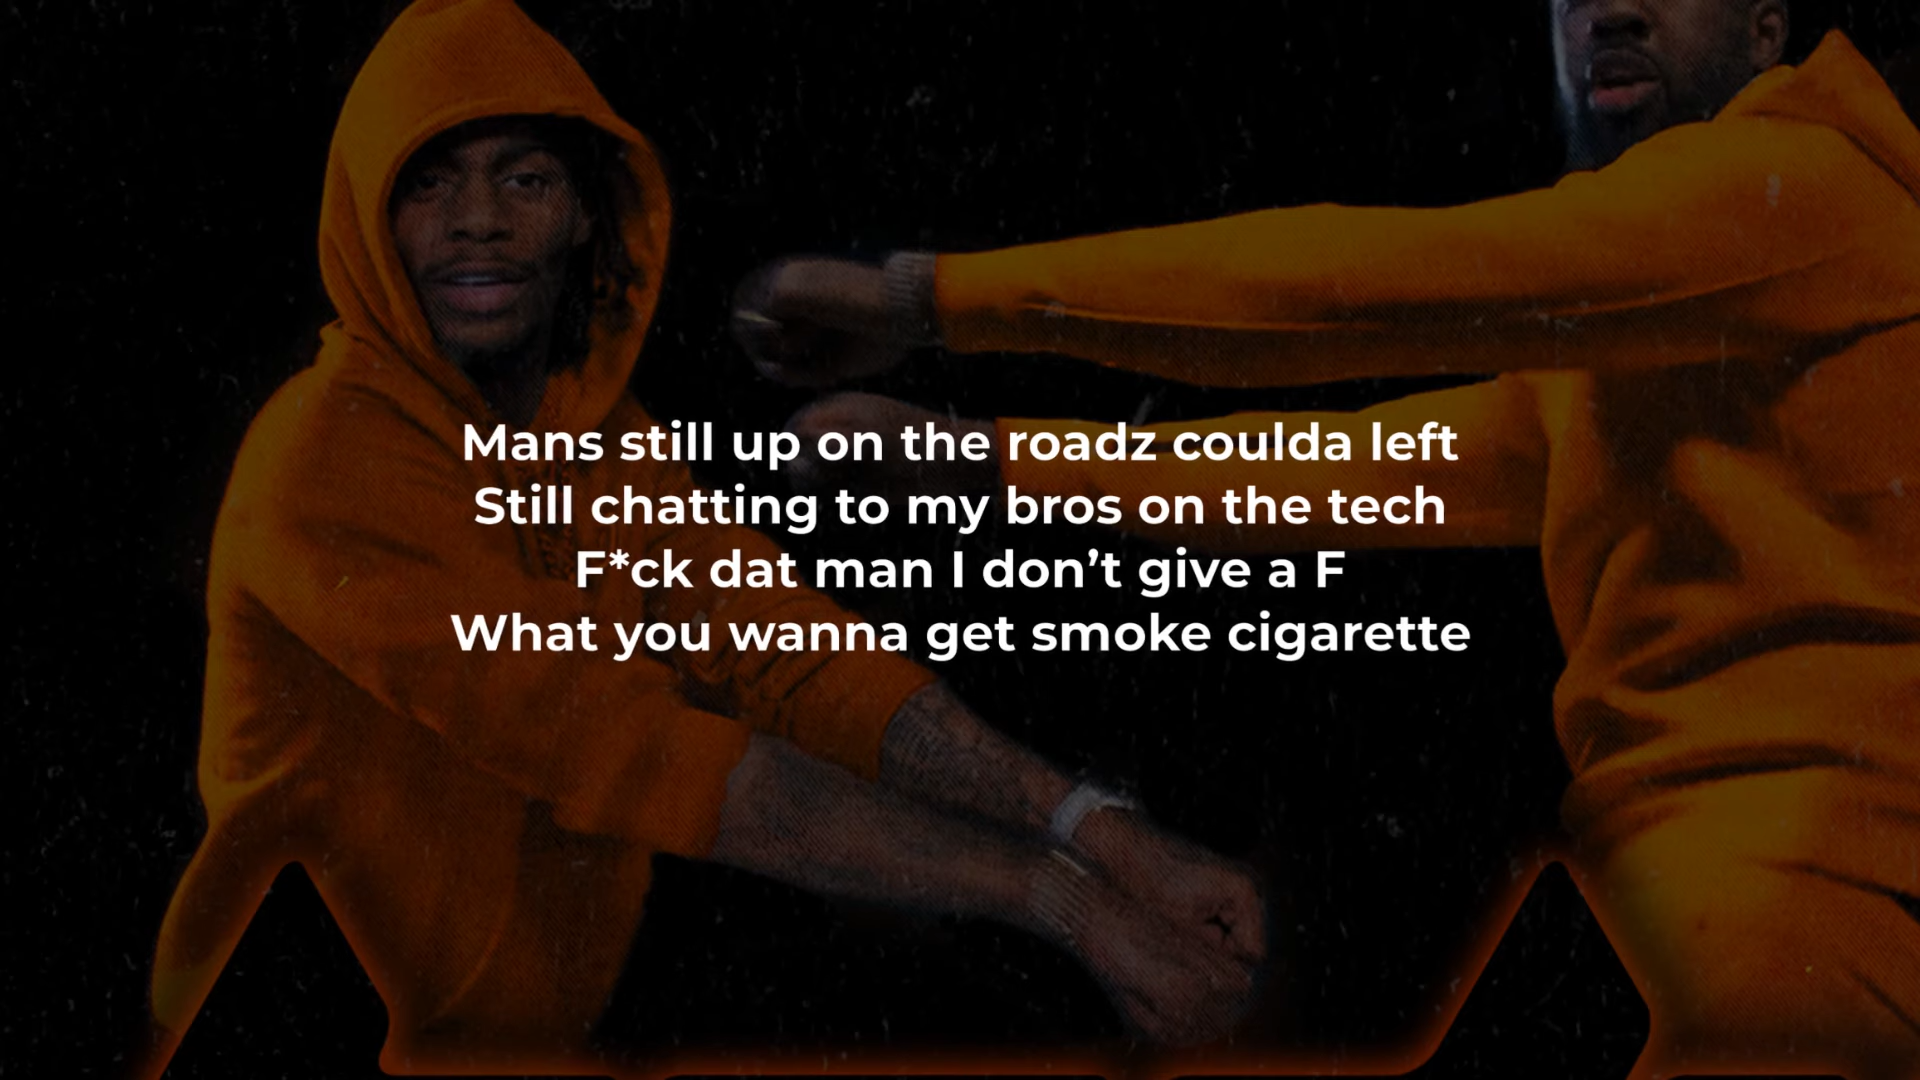 Mans still up on the roadz coulda left
Still chatting to my bros on the tech
F*ck dat man I don’t give a F
What you wanna get smoke cigarette